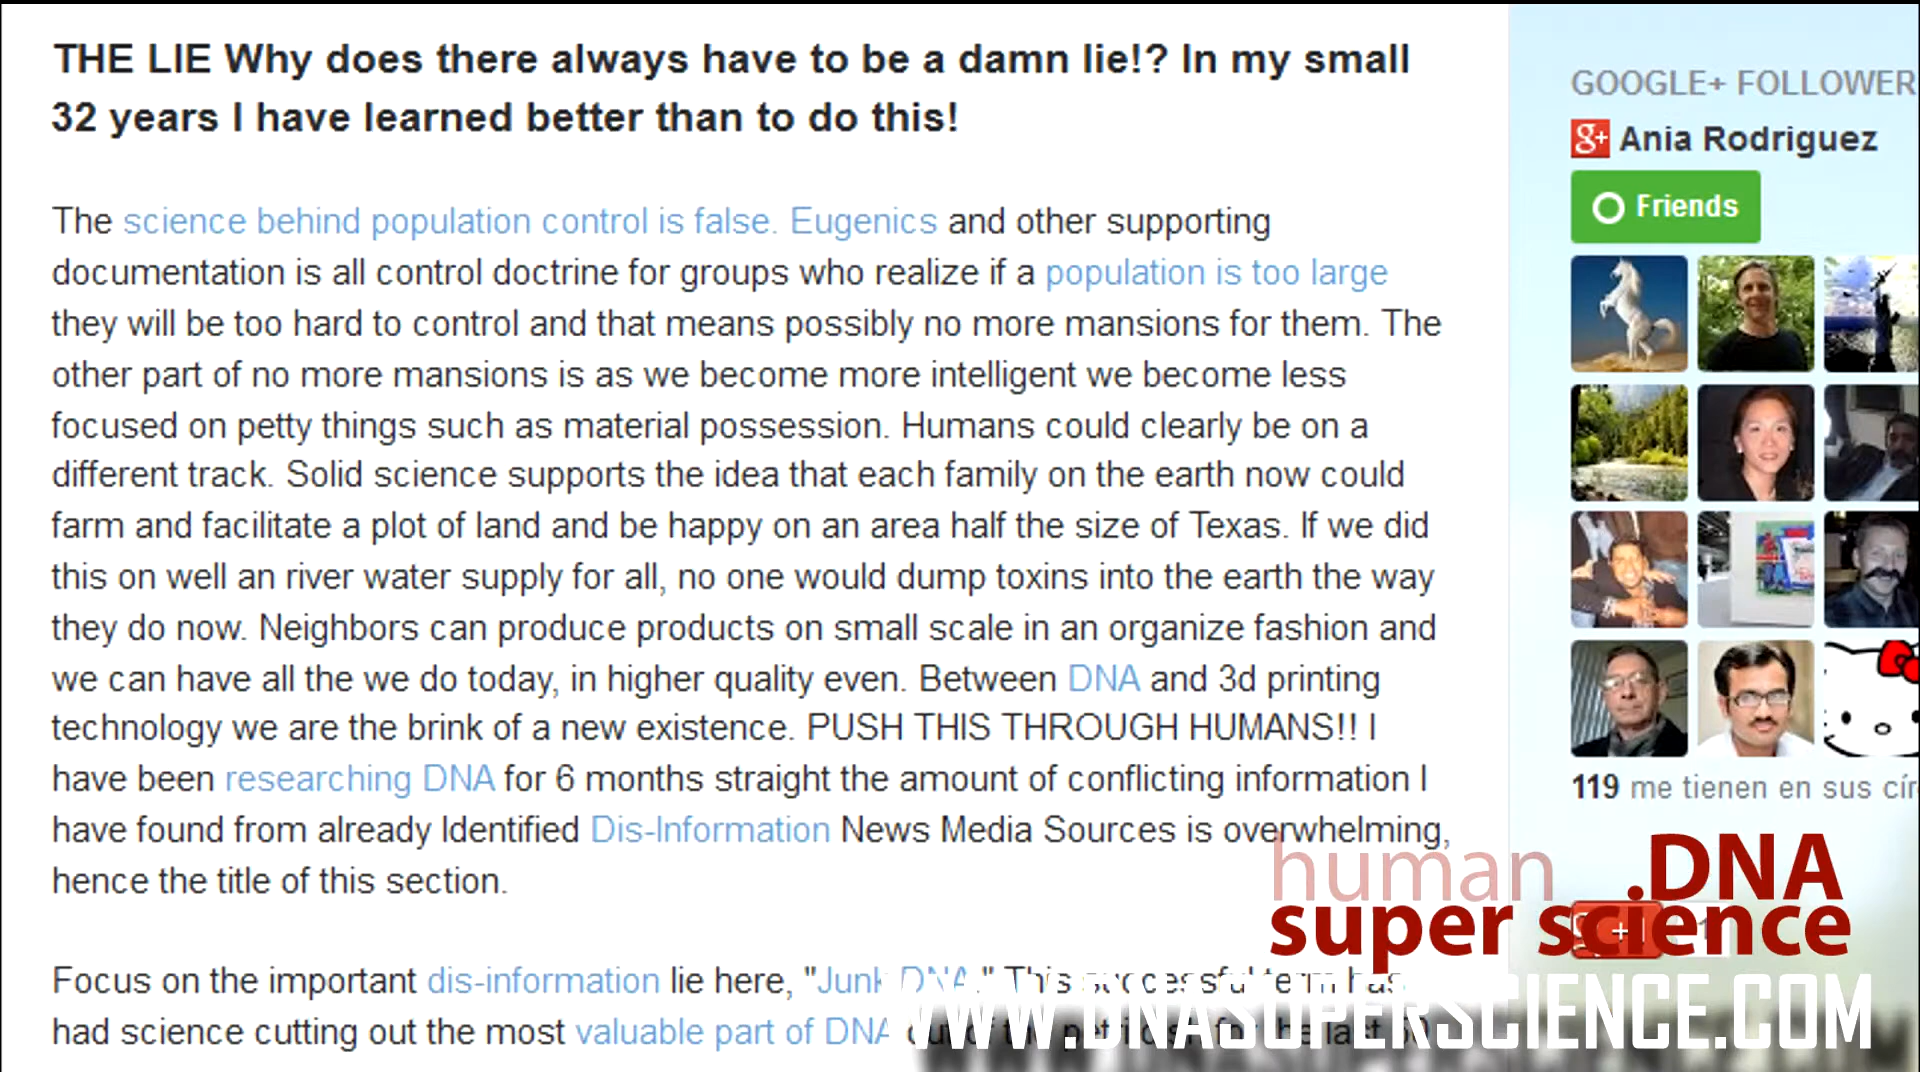 THE LIE Why does there always have to be a damn lie!? In my small
32 years I have learned better than to do this!
The science behind population control is false. Eugenics and other supporting
documentation is all control doctrine for groups who realize if a population is too large
they will be too hard to control and that means possibly no more mansions for them. The
other part of no more mansions is as we become more intelligent we become less
focused on petty things such as material possession. Humans could clearly be on a
different track. Solid science supports the idea that each family on the earth now could
farm and facilitate a plot of land and be happy on an area half the size of Texas. If we did
this on well an river water supply for all, no one would dump toxins into the earth the way
they do now. Neighbors can produce products on small scale in an organize fashion and
we can have all the we do today, in higher quality even. Between DNA and 3d printing
technology we are the brink of a new existence. PUSH THIS THROUGH HUMANS!! I
have been researching DNA for 6 months straight the amount of conflicting information I
have found from already Identified Dis-Information News Media Sources is overwhelming,
hence the title of this section.
Focus on the important dis-information lie here, "Junk DNA." This successful term has
had science cutting out the most valuable part of DNA out of the for the last
GOOGLE+ FOLLOWER
g+ Ania Rodriguez
Friends
119 me tienen en sus cír
human .DNA
super science
WWW.DNASUPERSCIENCE.COM